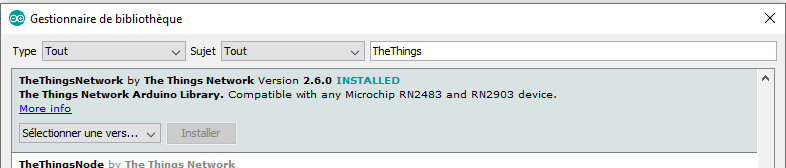 Gestionnaire de bibliothèque
Type Tout Sujet Tout TheThings
TheThingsNetwork by The Things Network Version 2.6.0 INSTALLED
The Things Network Arduino Library. Compatible with any Microchip RN2483 and RN2903 device.
More info
Sélectionner une vers... Installer
TheThingsNode by The Things Network